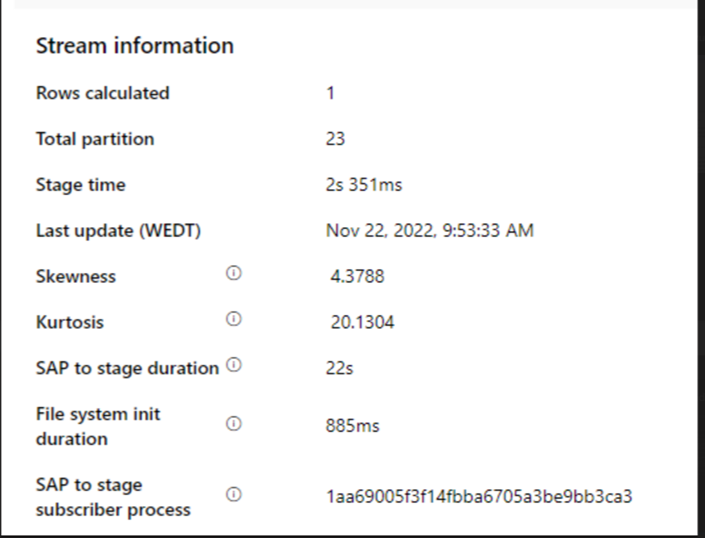 Stream information
Rows calculated 1
Total partition 23
Stage time 2s 351ms
Last update (WEDT) Nov 22, 2022, 9:53:33 AM
Skewness 4.3788
Kurtosis 20.1304
SAP to stage duration 22s
File system init
duration 885ms
SAP to stage
subscriber process 1aa69005f3f14fbba6705a3be9bb3ca3